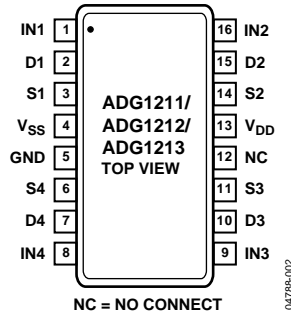 IN1 1 16 IN2
D1 2 15 D2
S1 3 14 S2
VSS 4 13 VDD
GND 5 12 NC
S4 6 11 S3
D4 7 10 D3
IN4 8 9 IN3
ADG1211/
ADG1212/
ADG1213
TOP VIEW
NC = NO CONNECT
04788-002